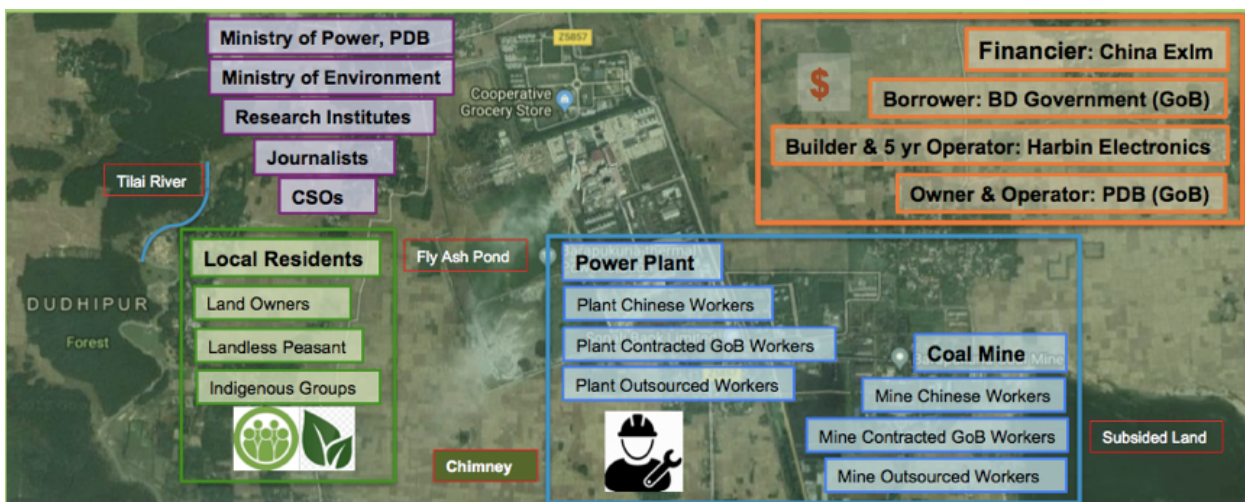 Ministry of Power, PDB
Ministry of Environment
Research Institutes
Journalists
CSOs
Z5857
Cooperative
Grocery Store
$
Financier: China ExIm
Borrower: BD Government (GoB)
Builder & 5 yr Operator: Harbin Electronics
Owner & Operator: PDB (GoB)
Tilai River
DUDHIPUR
Forest
Local Residents
Land Owners
Landless Peasant
Indigenous Groups
Fly Ash Pond
Chimney
Power Plant
Plant Chinese Workers
Plant Contracted GoB Workers
Plant Outsourced Workers
Coal Mine
Mine
Mine Chinese Workers
Mine Contracted GoB Workers
Mine Outsourced Workers
Subsided Land